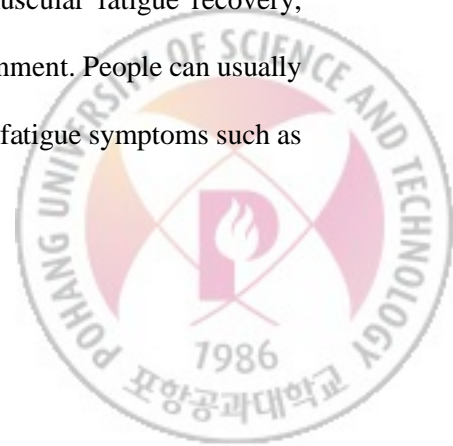 uscular fatigue recovery,
nment. People can usually
fatigue symptoms such as
POHANG UNIVERSITY OF SCIENCE AND TECHNOLOGY
1986
포항공과대학교